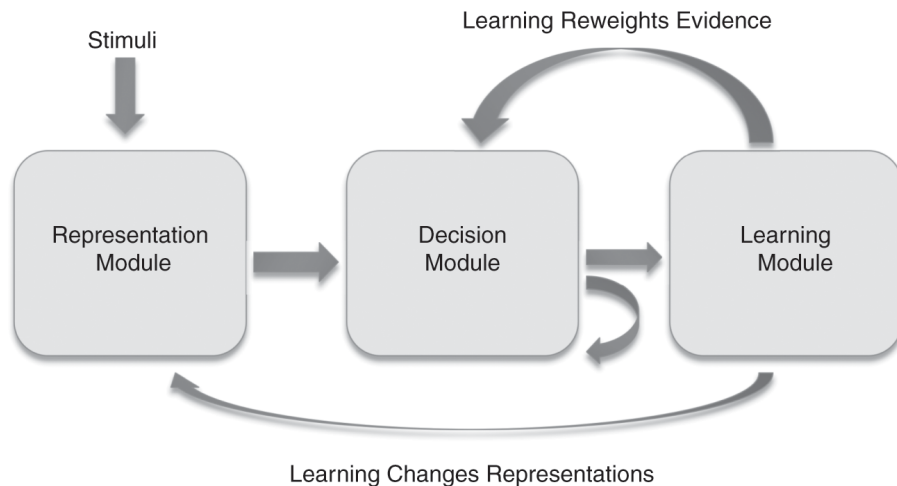 Learning Reweights Evidence
Stimuli
Representation
Module
Decision
Module
Learning
Module
Learning Changes Representations